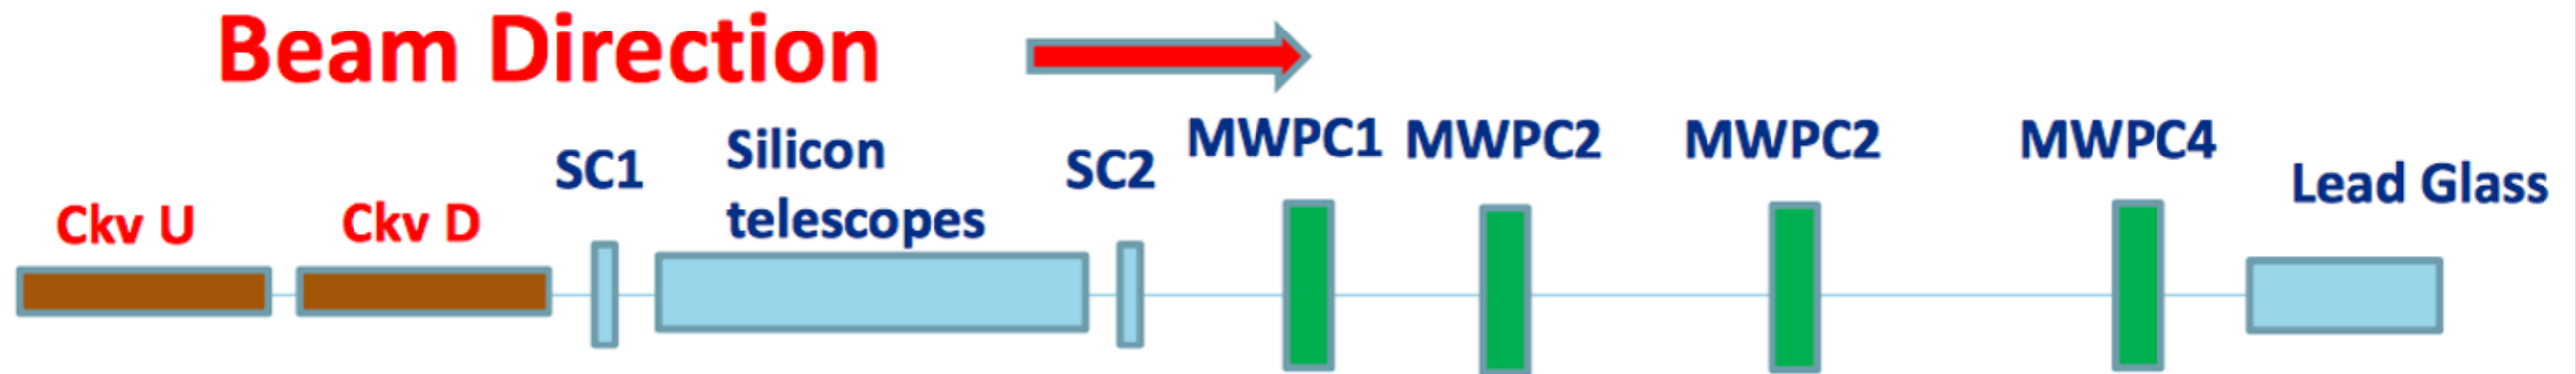 Beam Direction
Ckv U
Ckv D
SC1
Silicon
telescopes
SC2
MWPC1
MWPC2
MWPC2
MWPC4
Lead Glass